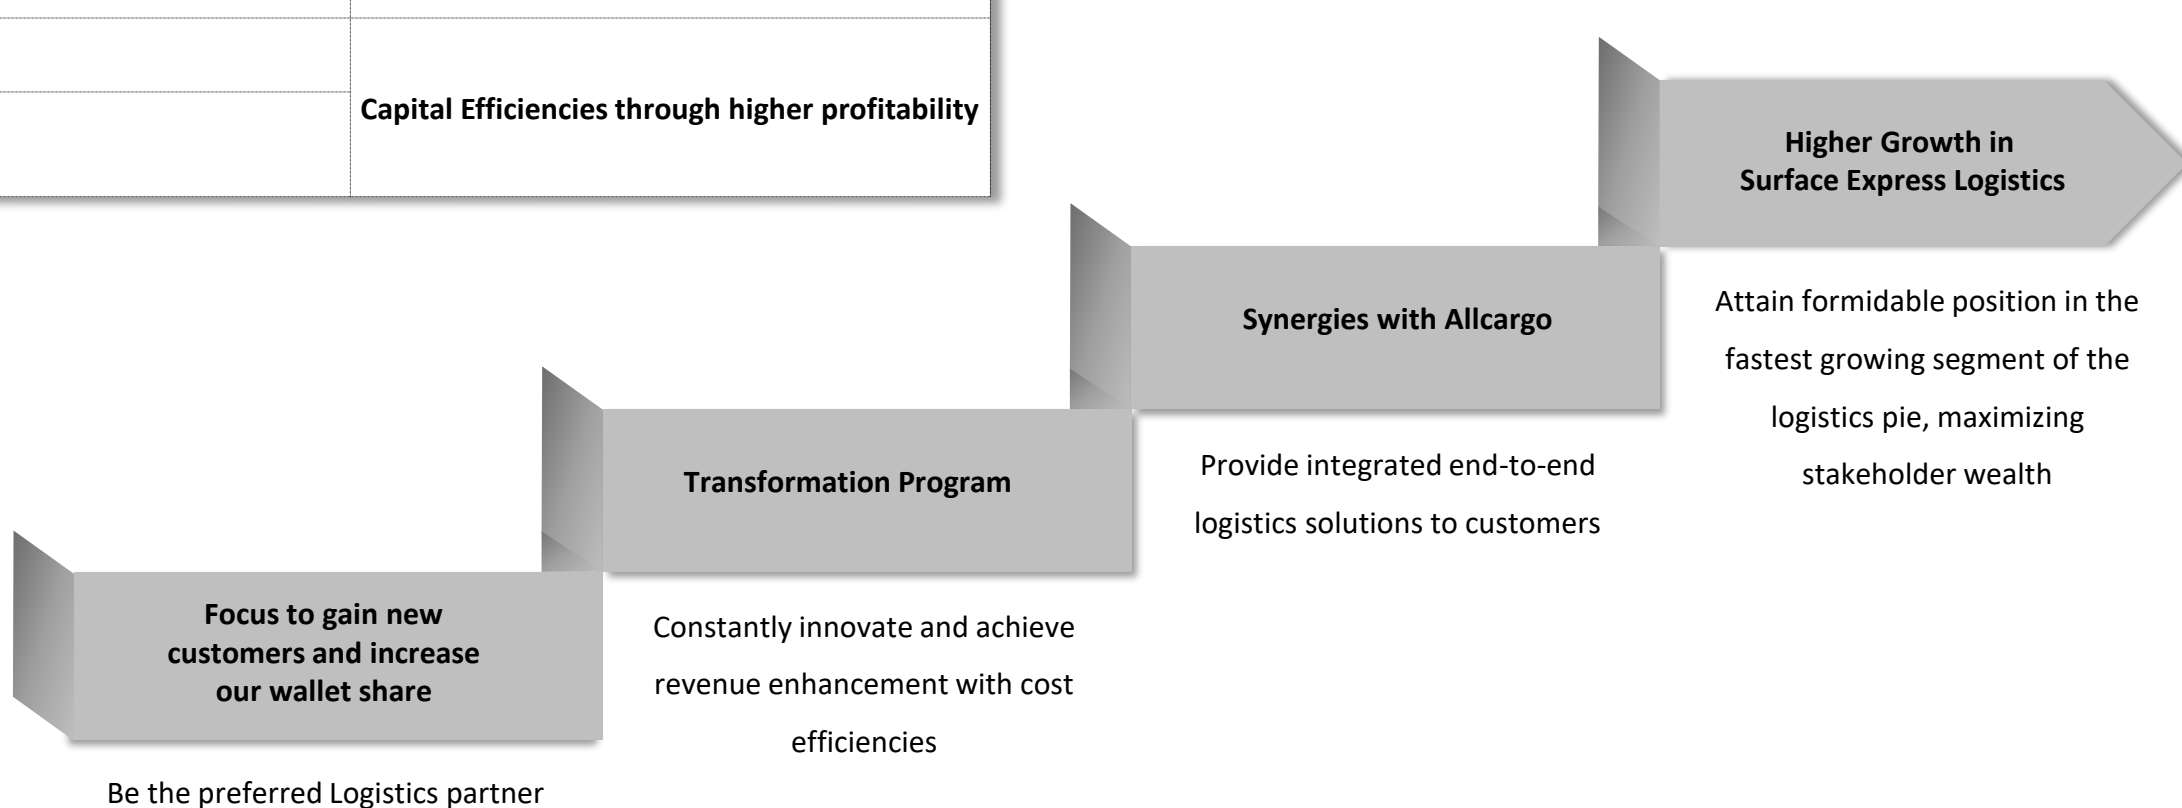 Capital Efficiencies through higher profitability
Higher Growth in
Surface Express Logistics
Attain formidable position in the
fastest growing segment of the
logistics pie, maximizing
stakeholder wealth
Synergies with Allcargo
Provide integrated end-to-end
logistics solutions to customers
Transformation Program
Constantly innovate and achieve
revenue enhancement with cost
efficiencies
Focus to gain new
customers and increase
our wallet share
Be the preferred Logistics partner